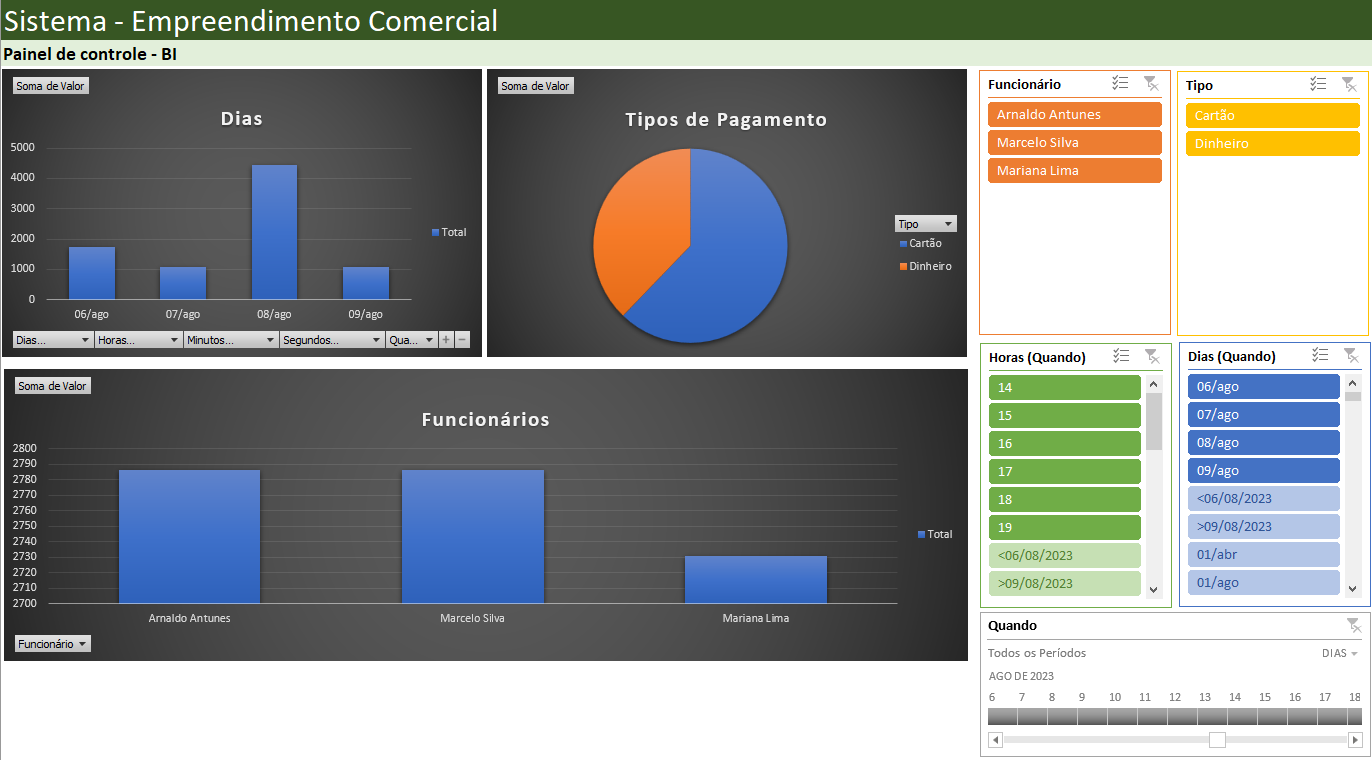 Sistema - Empreendimento Comercial
Painel de controle - BI
Soma de Valor
Dias
5000
4000
3000
2000
1000
0
06/ago 07/ago 08/ago 09/ago
Total
Dias... Horas... Minutos... Segundos... Qua... + −
Soma de Valor
Tipos de Pagamento
Tipo
Cartão
Dinheiro
Soma de Valor
Funcionários
2800
2790
2780
2770
2760
2750
2740
2730
2720
2710
2700
Arnaldo Antunes Marcelo Silva Mariana Lima
Total
Funcionário
Funcionário
Arnaldo Antunes
Marcelo Silva
Mariana Lima
Tipo
Cartão
Dinheiro
Horas (Quando)
14
15
16
17
18
19
<06/08/2023
>09/08/2023
Dias (Quando)
06/ago
07/ago
08/ago
09/ago
<06/08/2023
>09/08/2023
01/abr
01/ago
Quando
Todos os Períodos DIAS
AGO DE 2023
6 7 8 9 10 11 12 13 14 15 16 17 18